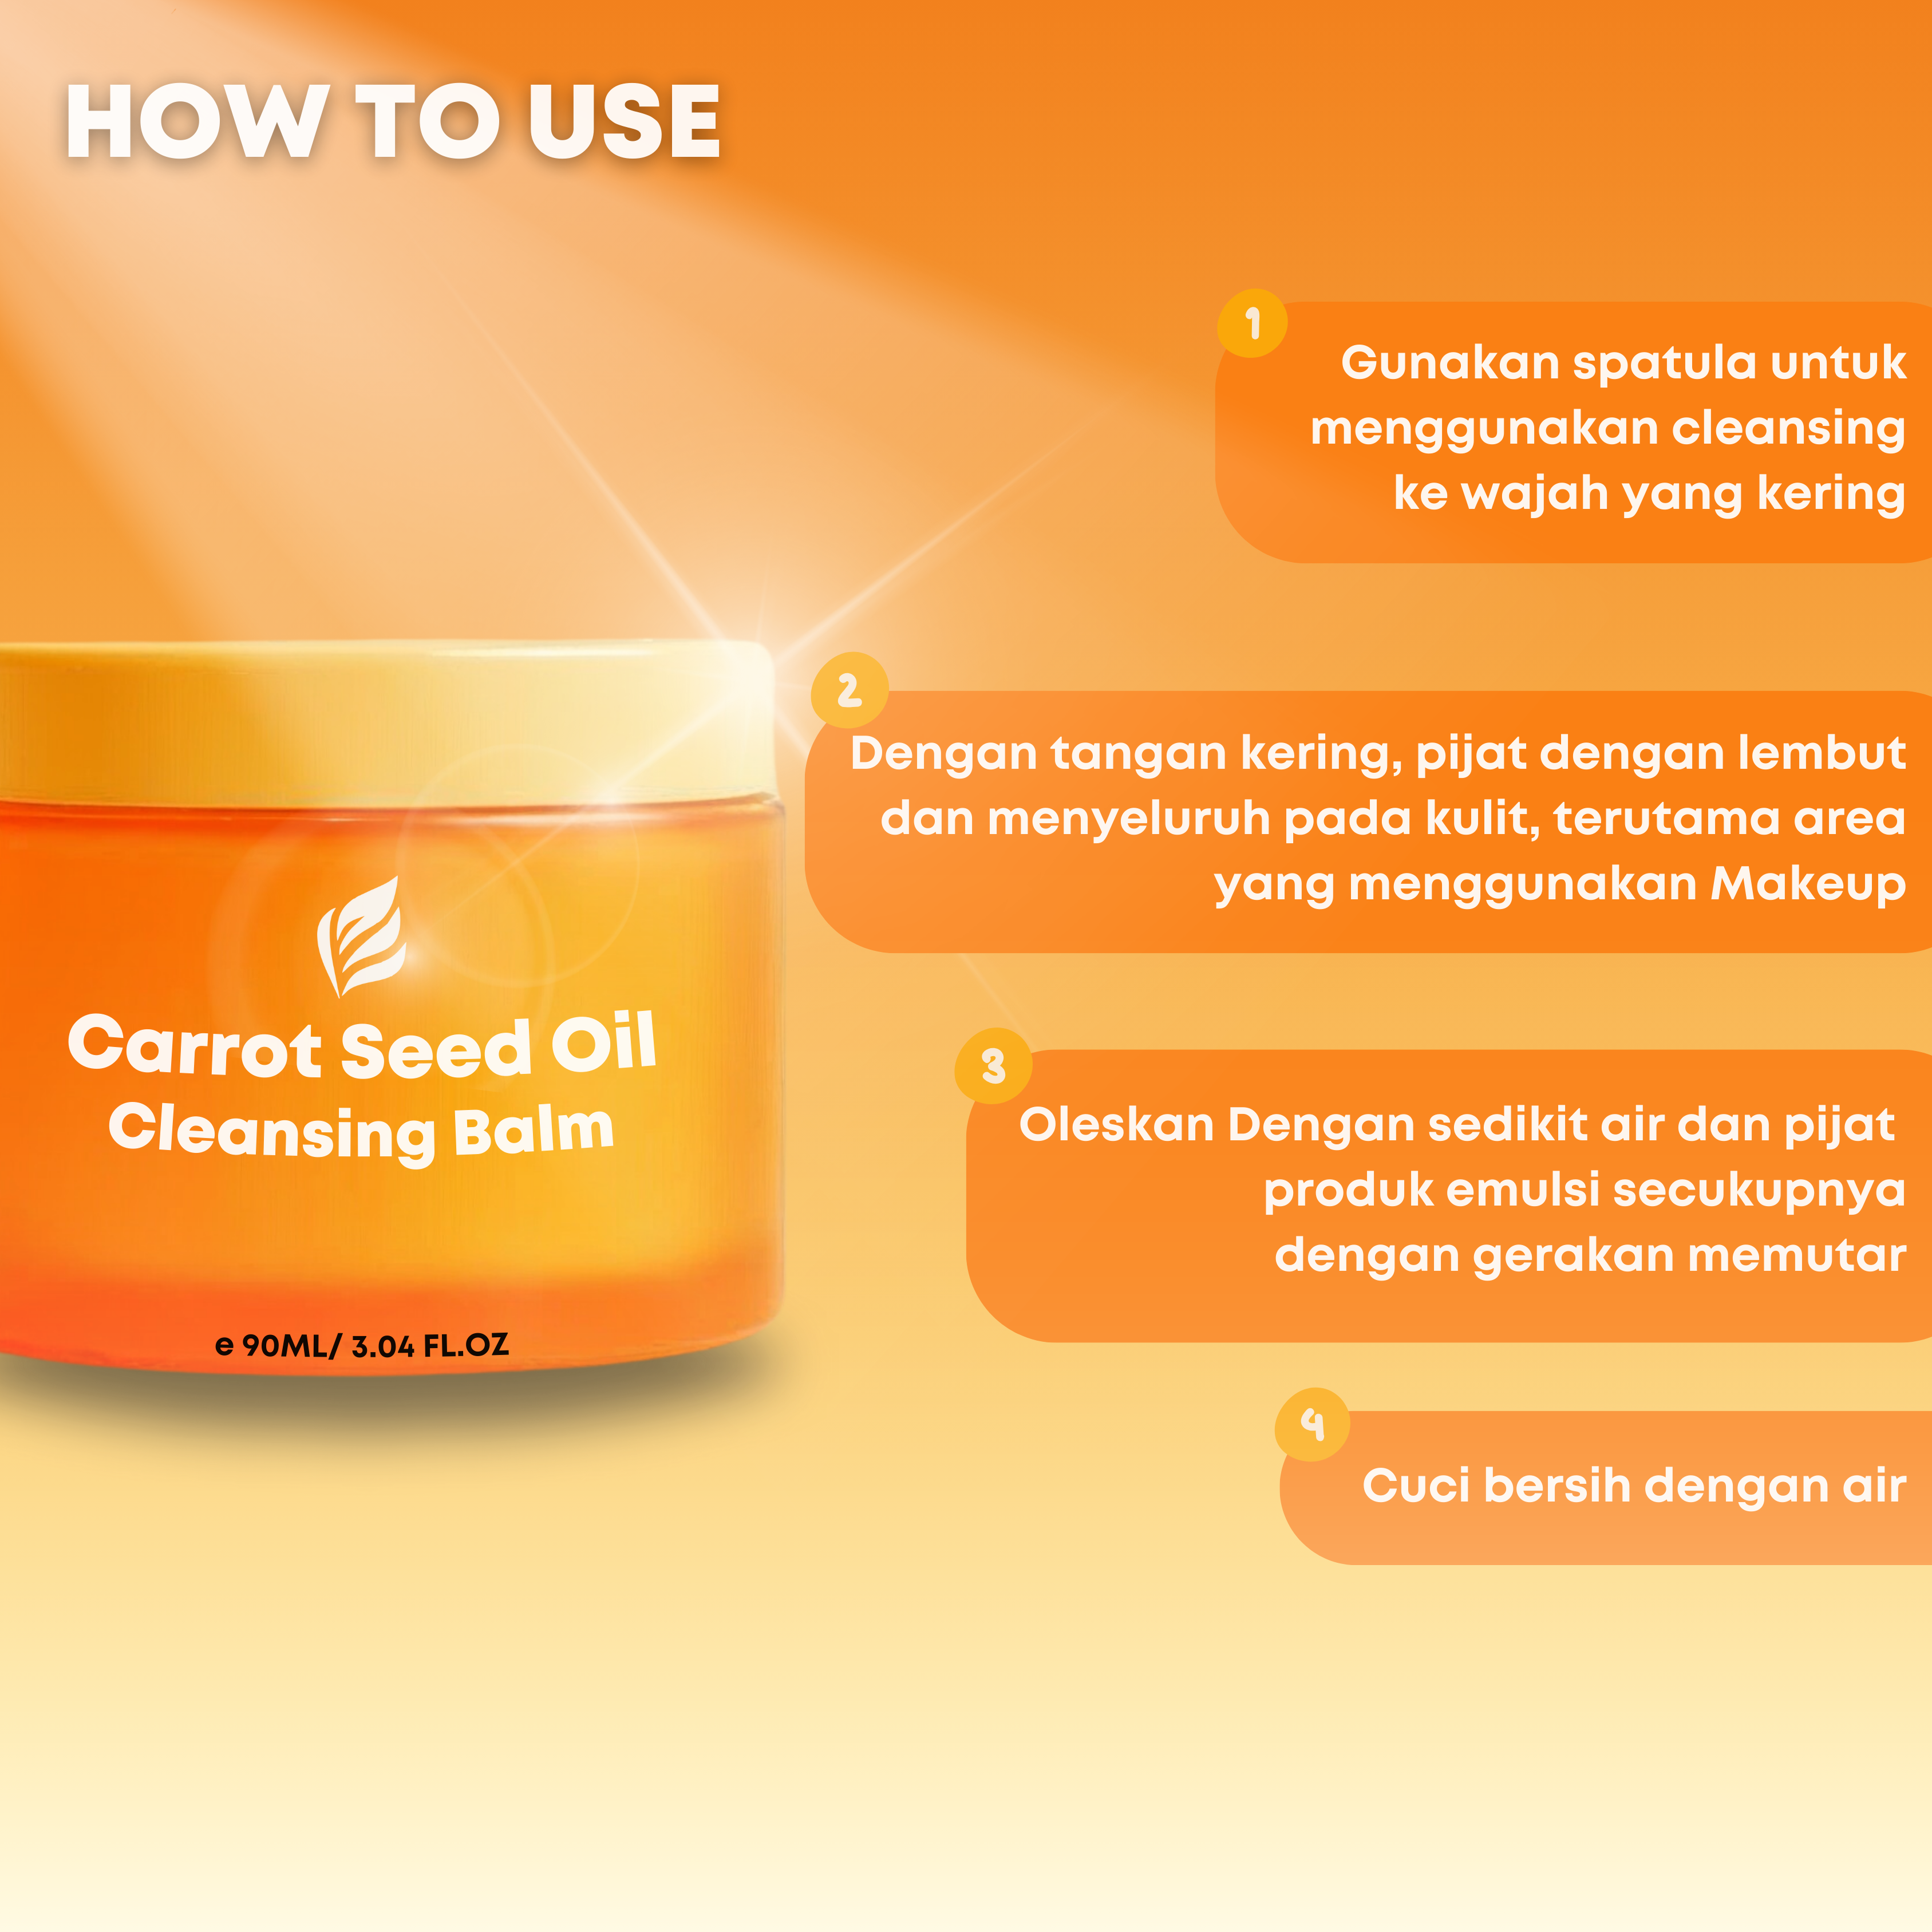 HOW TO USE
1
Gunakan spatula untuk
menggunakan cleansing
ke wajah yang kering
2
Dengan tangan kering, pijat dengan lembut
dan menyeluruh pada kulit, terutama area
yang menggunakan Makeup
3
Oleskan Dengan sedikit air dan pijat
produk emulsi secukupnya
dengan gerakan memutar
4
Cuci bersih dengan air
Carrot Seed Oil
Cleansing Balm
e 90ML/ 3.04 FL.OZ